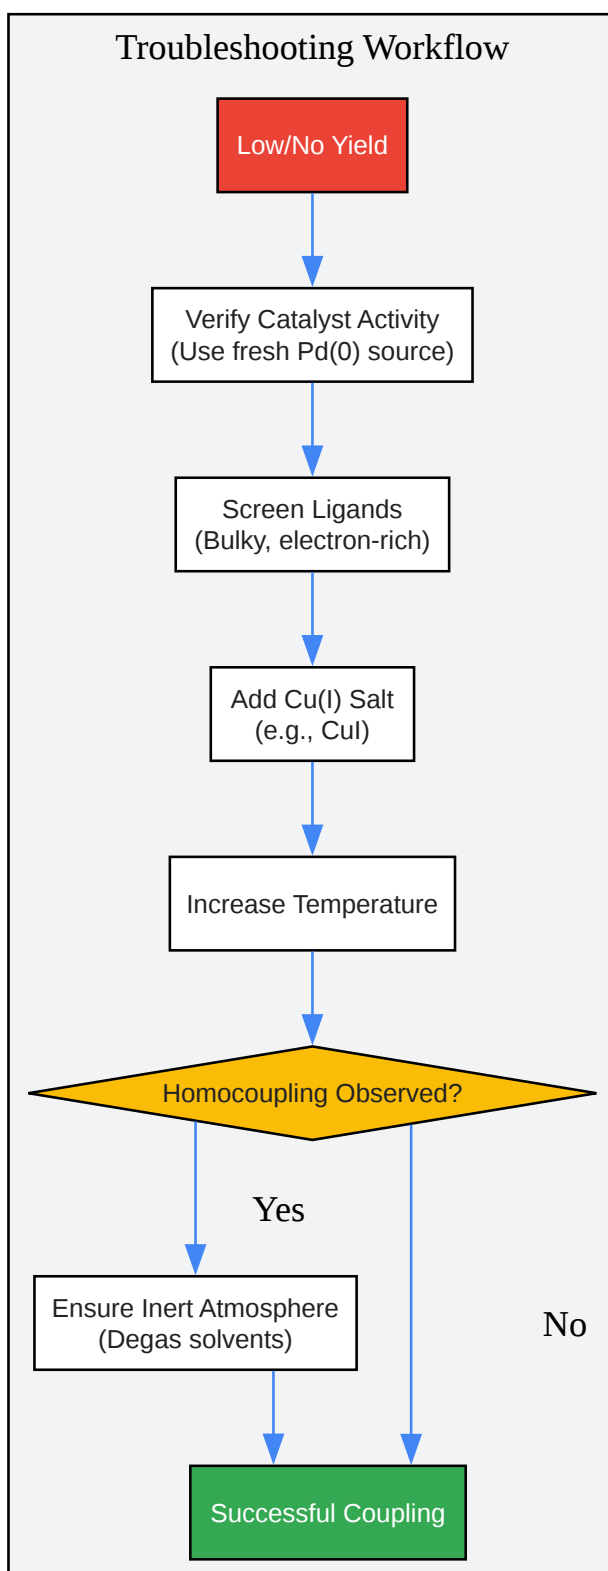 Troubleshooting Workflow
Low/No Yield
Verify Catalyst Activity
(Use fresh Pd(0) source)
Screen Ligands
(Bulky, electron-rich)
Add Cu(I) Salt
(e.g., CuI)
Increase Temperature
Homocoupling Observed?
Yes
Ensure Inert Atmosphere
(Degas solvents)
No
Successful Coupling